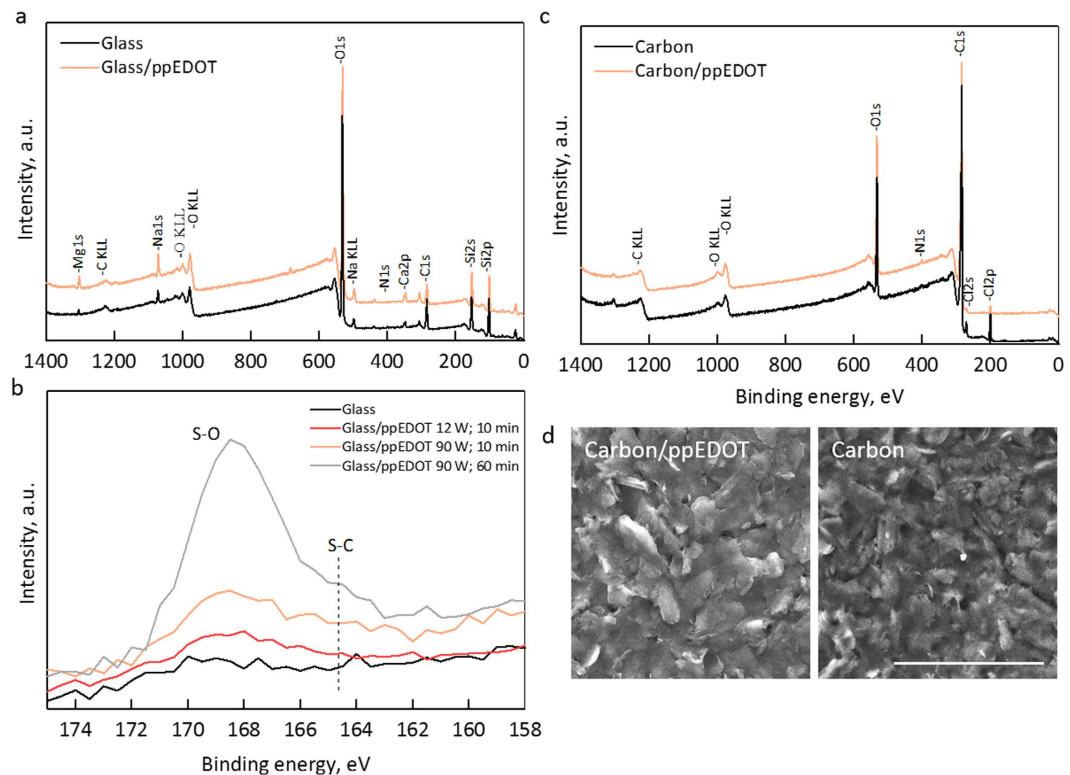 a
Glass
Glass/ppEDOT
Intensity, a.u.
-Mg1s
-C KLL
-Na1s
-O KLL
-O KLL
-O1s
Na KLL
-N1s
-Ca2p
-C1s
Si2s
-Si2p
1400 1200 1000 800 600 400 200 0
Binding energy, eV
c
Carbon
Carbon/ppEDOT
Intensity, a.u.
-C KLL
-O KLL
-O KLL
-O1s
-N1s
-C1s
-Cl2s
-Cl2p
1400 1200 1000 800 600 400 200 0
Binding energy, eV
b
Glass
Glass/ppEDOT 12 W; 10 min
Glass/ppEDOT 90 W; 10 min
Glass/ppEDOT 90 W; 60 min
S-O
S-C
Intensity, a.u.
174 172 170 168 166 164 162 160 158
Binding energy, eV
d
Carbon/ppEDOT
Carbon